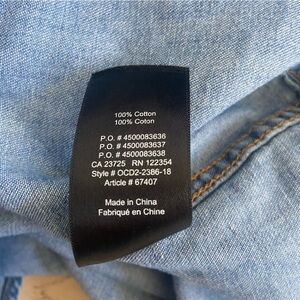 100% Cotton
100% Coton
P.O. # 4500083636
P.O. # 4500083637
P.O. # 4500083638
CA 23725 RN 122354
Style # OCD2-2386-18
Article # 67407
Made in China
Fabriqué en Chine